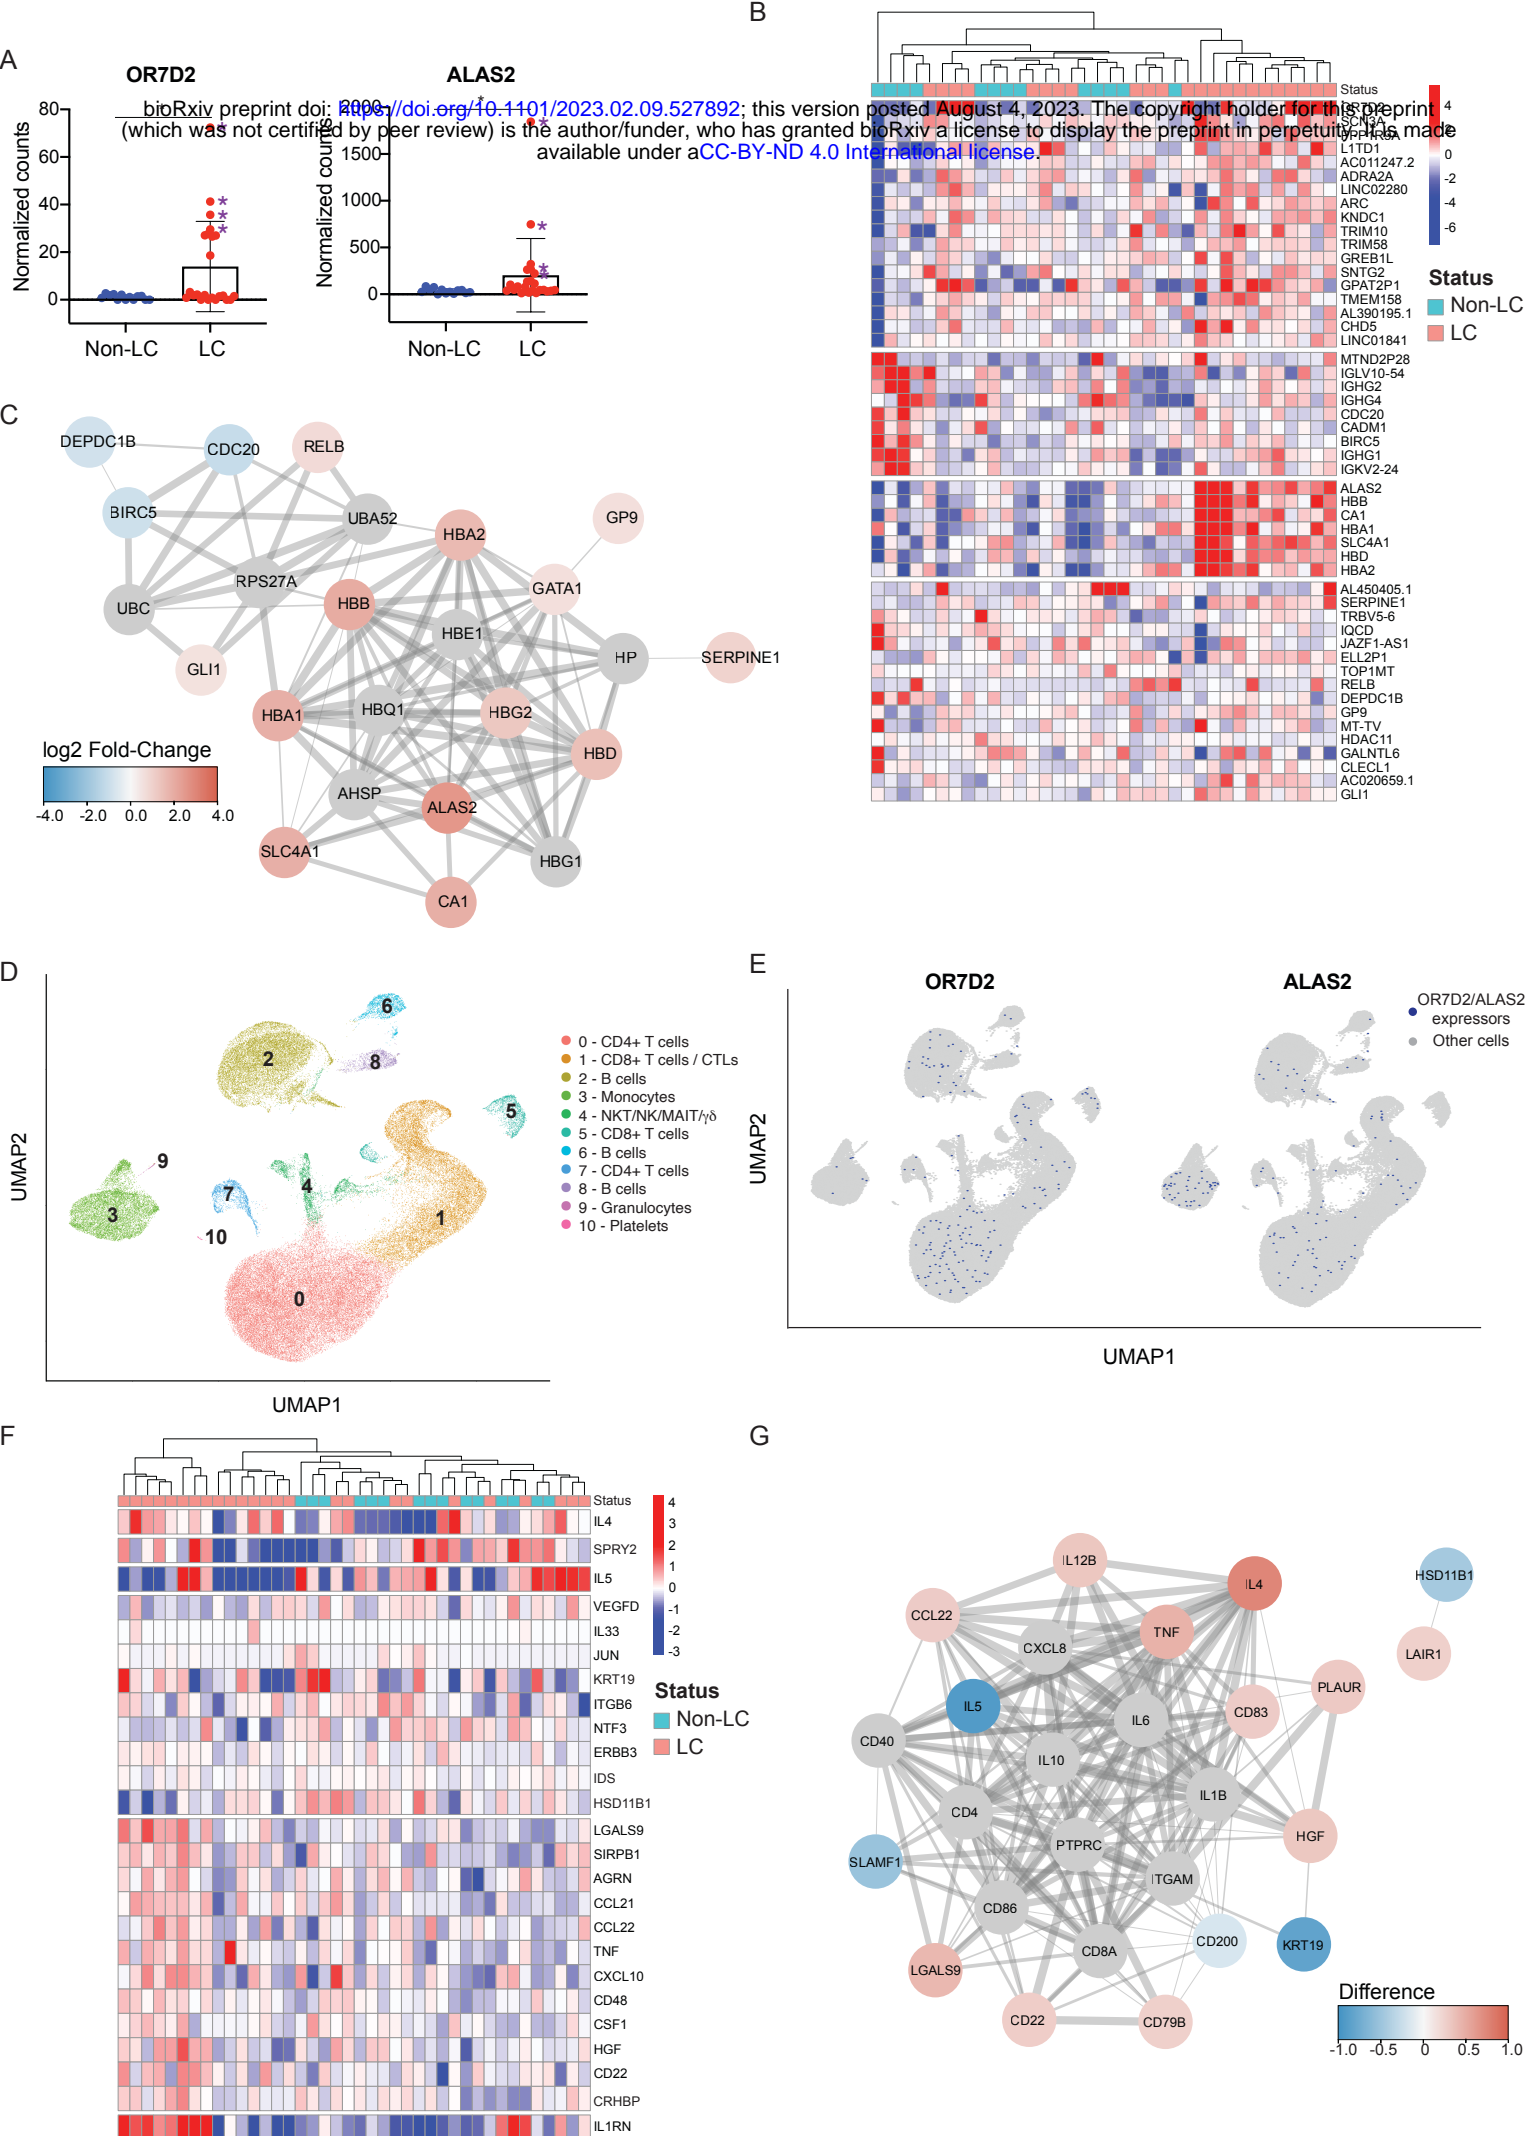 A
OR7D2
ALAS2
Normalized counts
80
60
40
20
0
Non-LC
LC
Normalized counts
2000
1500
1000
500
0
Non-LC
LC
*
bioRxiv preprint doi: https://doi.org/10.1101/2023.02.09.527892; this version posted August 4, 2023. The copyright holder for this preprint
(which was not certified by peer review) is the author/funder, who has granted bioRxiv a license to display the preprint in perpetuity. It is made
available under aCC-BY-ND 4.0 International license.
B
Status
OR7D2
SCN3A
PPP1R3A
L1TD1
AC011247.2
ADRA2A
LINC02280
ARC
KNDC1
TRIM10
TRIM58
GREB1L
SNTG2
GPAT2P1
TMEM158
AL390195.1
CHD5
LINC01841
MTND2P28
IGLV10-54
IGHG2
IGHG4
CDC20
CADM1
BIRC5
IGHG1
IGKV2-24
ALAS2
HBB
CA1
HBA1
SLC4A1
HBD
HBA2
AL450405.1
SERPINE1
TRBV5-6
IQCD
JAZF1-AS1
ELL2P1
TOP1MT
RELB
DEPDC1B
GP9
MT-TV
HDAC11
GALNTL6
CLECL1
AC020659.1
GLI1
4
2
0
-2
-4
-6
Status
Non-LC
LC
C
DEPDC1B
CDC20
RELB
BIRC5
UBA52
HBA2
GP9
RPS27A
GATA1
UBC
HBB
HBE1
HP
SERPINE1
GLI1
HBA1
HBQ1
HBG2
HBD
AHSP
ALAS2
SLC4A1
HBG1
CA1
log2 Fold-Change
-4.0 -2.0 0.0 2.0 4.0
D
UMAP2
UMAP1
6
2
8
5
9
7
4
3
1
10
0
0 - CD4+ T cells
1 - CD8+ T cells / CTLs
2 - B cells
3 - Monocytes
4 - NKT/NK/MAIT/γδ
5 - CD8+ T cells
6 - B cells
7 - CD4+ T cells
8 - B cells
9 - Granulocytes
10 - Platelets
E
OR7D2
ALAS2
OR7D2/ALAS2
expressors
Other cells
UMAP2
UMAP1
F
Status
IL4
SPRY2
IL5
VEGFD
IL33
JUN
KRT19
ITGB6
NTF3
ERBB3
IDS
HSD11B1
LGALS9
SIRPB1
AGRN
CCL21
CCL22
TNF
CXCL10
CD48
CSF1
HGF
CD22
CRHBP
IL1RN
4
3
2
1
0
-1
-2
-3
Status
Non-LC
LC
G
IL12B
IL4
HSD11B1
CCL22
CXCL8
TNF
LAIR1
PLAUR
IL5
IL6
CD83
CD40
IL10
IL1B
CD4
HGF
PTPRC
SLAMF1
ITGAM
CD86
CD200
KRT19
CD8A
LGALS9
CD22
CD79B
Difference
-1.0 -0.5 0 0.5 1.0